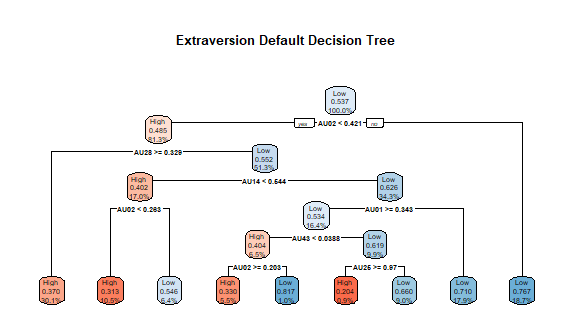 Extraversion Default Decision Tree
Low
0.537
100.0%
yes AU02 < 0.421 no
High
0.485
81.3%
AU28 >= 0.329
Low
0.552
51.3%
AU14 < 0.544
High
0.402
17.0%
Low
0.626
34.3%
AU02 < 0.263
AU01 >= 0.343
Low
0.534
16.4%
AU43 < 0.0388
High
0.404
6.5%
Low
0.619
9.9%
AU02 >= 0.203
AU26 >= 0.97
High
0.370
30.1%
High
0.313
10.5%
Low
0.546
6.4%
High
0.330
5.5%
Low
0.817
1.0%
High
0.204
0.9%
Low
0.660
9.0%
Low
0.710
17.9%
Low
0.767
18.7%